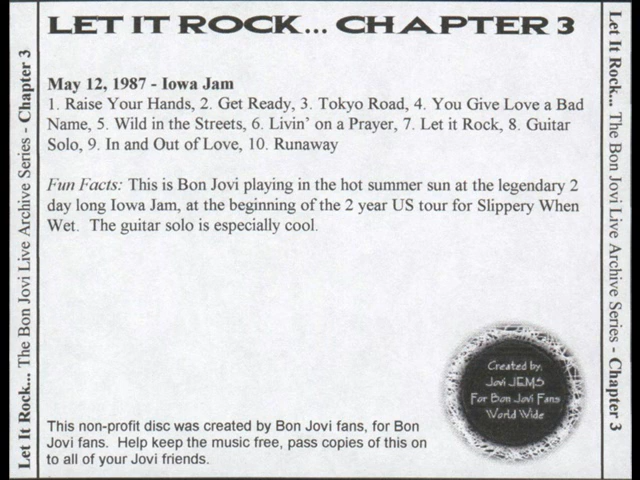 LET IT ROCK... CHAPTER 3
May 12, 1987 - Iowa Jam
1. Raise Your Hands, 2. Get Ready, 3. Tokyo Road, 4. You Give Love a Bad
Name, 5. Wild in the Streets, 6. Livin' on a Prayer, 7. Let it Rock, 8. Guitar
Solo, 9. In and Out of Love, 10. Runaway
Fun Facts: This is Bon Jovi playing in the hot summer sun at the legendary 2
day long Iowa Jam, at the beginning of the 2 year US tour for Slippery When
Wet. The guitar solo is especially cool.
Created by:
Jovi JEMS
For Bon Jovi Fans
World Wide
This non-profit disc was created by Bon Jovi fans, for Bon
Jovi fans. Help keep the music free, pass copies of this on
to all of your Jovi friends.
Let It Rock... The Bon Jovi Live Archive Series - Chapter 3
Let It Rock... The Bon Jovi Live Archive Series - Chapter 3